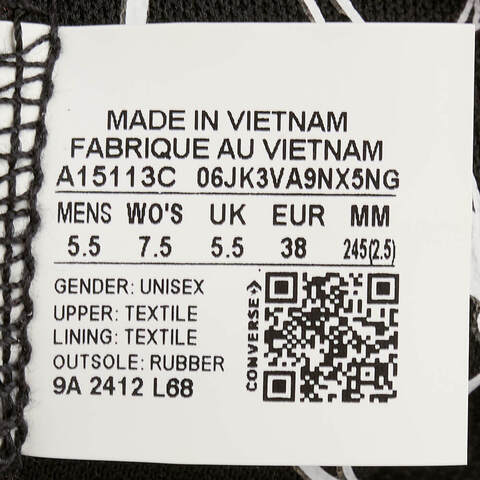 MADE IN VIETNAM
FABRIQUE AU VIETNAM
A15113C 06JK3VA9NX5NG
MENS WO'S UK EUR MM
5.5 7.5 5.5 38 245(2.5)
GENDER: UNISEX
UPPER: TEXTILE
LINING: TEXTILE
OUTSOLE: RUBBER
9A 2412 L68
CONVERSE